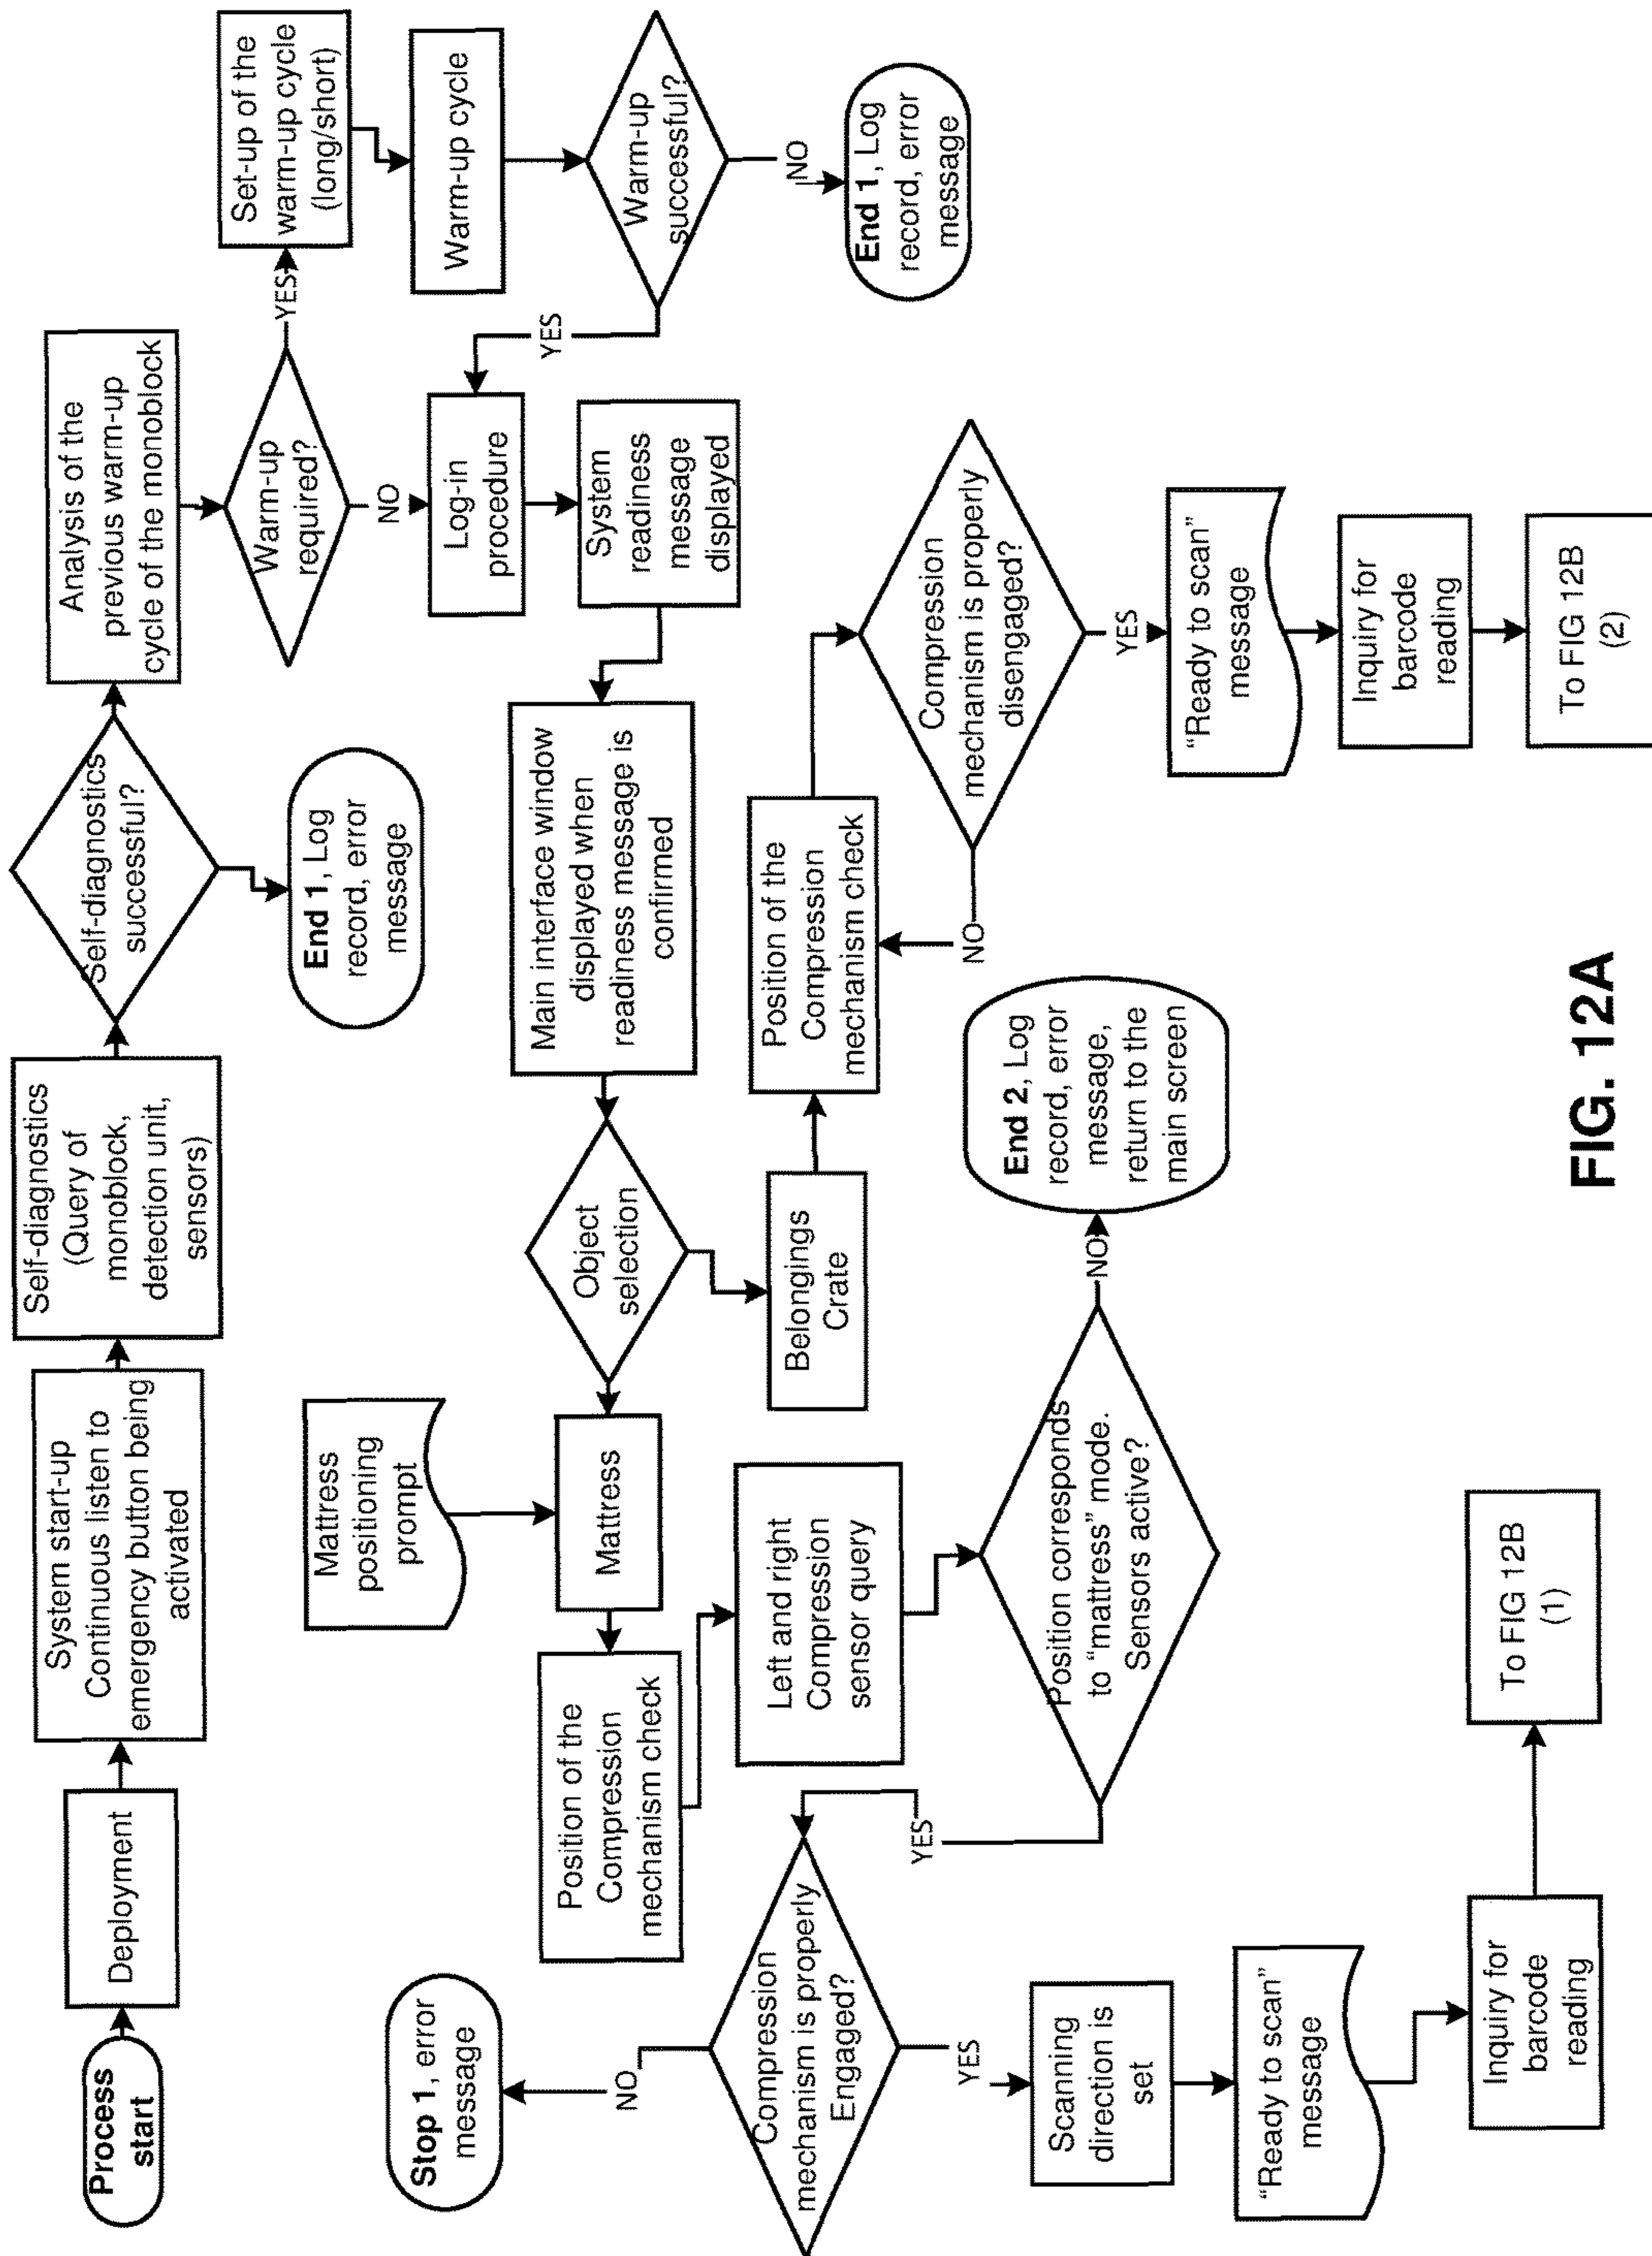 Process
start
Deployment
System start-up
Continuous listen to
emergency button being
activated
Self-diagnostics
(Query of
monoblock,
detection unit,
sensors)
Self-diagnostics
successful?
End 1, Log
record, error
message
Analysis of the
previous warm-up
cycle of the monoblock
Warm-up
required?
YES
NO
Set-up of the
warm-up cycle
(long/short)
Warm-up cycle
Warm-up
successful?
YES
NO
End 1, Log
record, error
message
Log-in
procedure
System
readiness
message
displayed
Main interface window
displayed when
readiness message is
confirmed
Object
selection
Mattress
positioning
prompt
Mattress
Belongings
Crate
Position of the
Compression
mechanism check
Left and right
Compression
sensor query
Position corresponds
to "mattress" mode.
Sensors active?
NO
End 2, Log
record, error
message,
return to the
main screen
YES
Compression
mechanism is properly
Engaged?
NO
Stop 1, error
message
YES
Scanning
direction is
set
“Ready to scan”
message
Inquiry for
barcode
reading
To FIG 12B
(1)
Position of the
Compression
mechanism check
Compression
mechanism is properly
disengaged?
NO
YES
“Ready to scan”
message
Inquiry for
barcode
reading
To FIG 12B
(2)
FIG. 12A